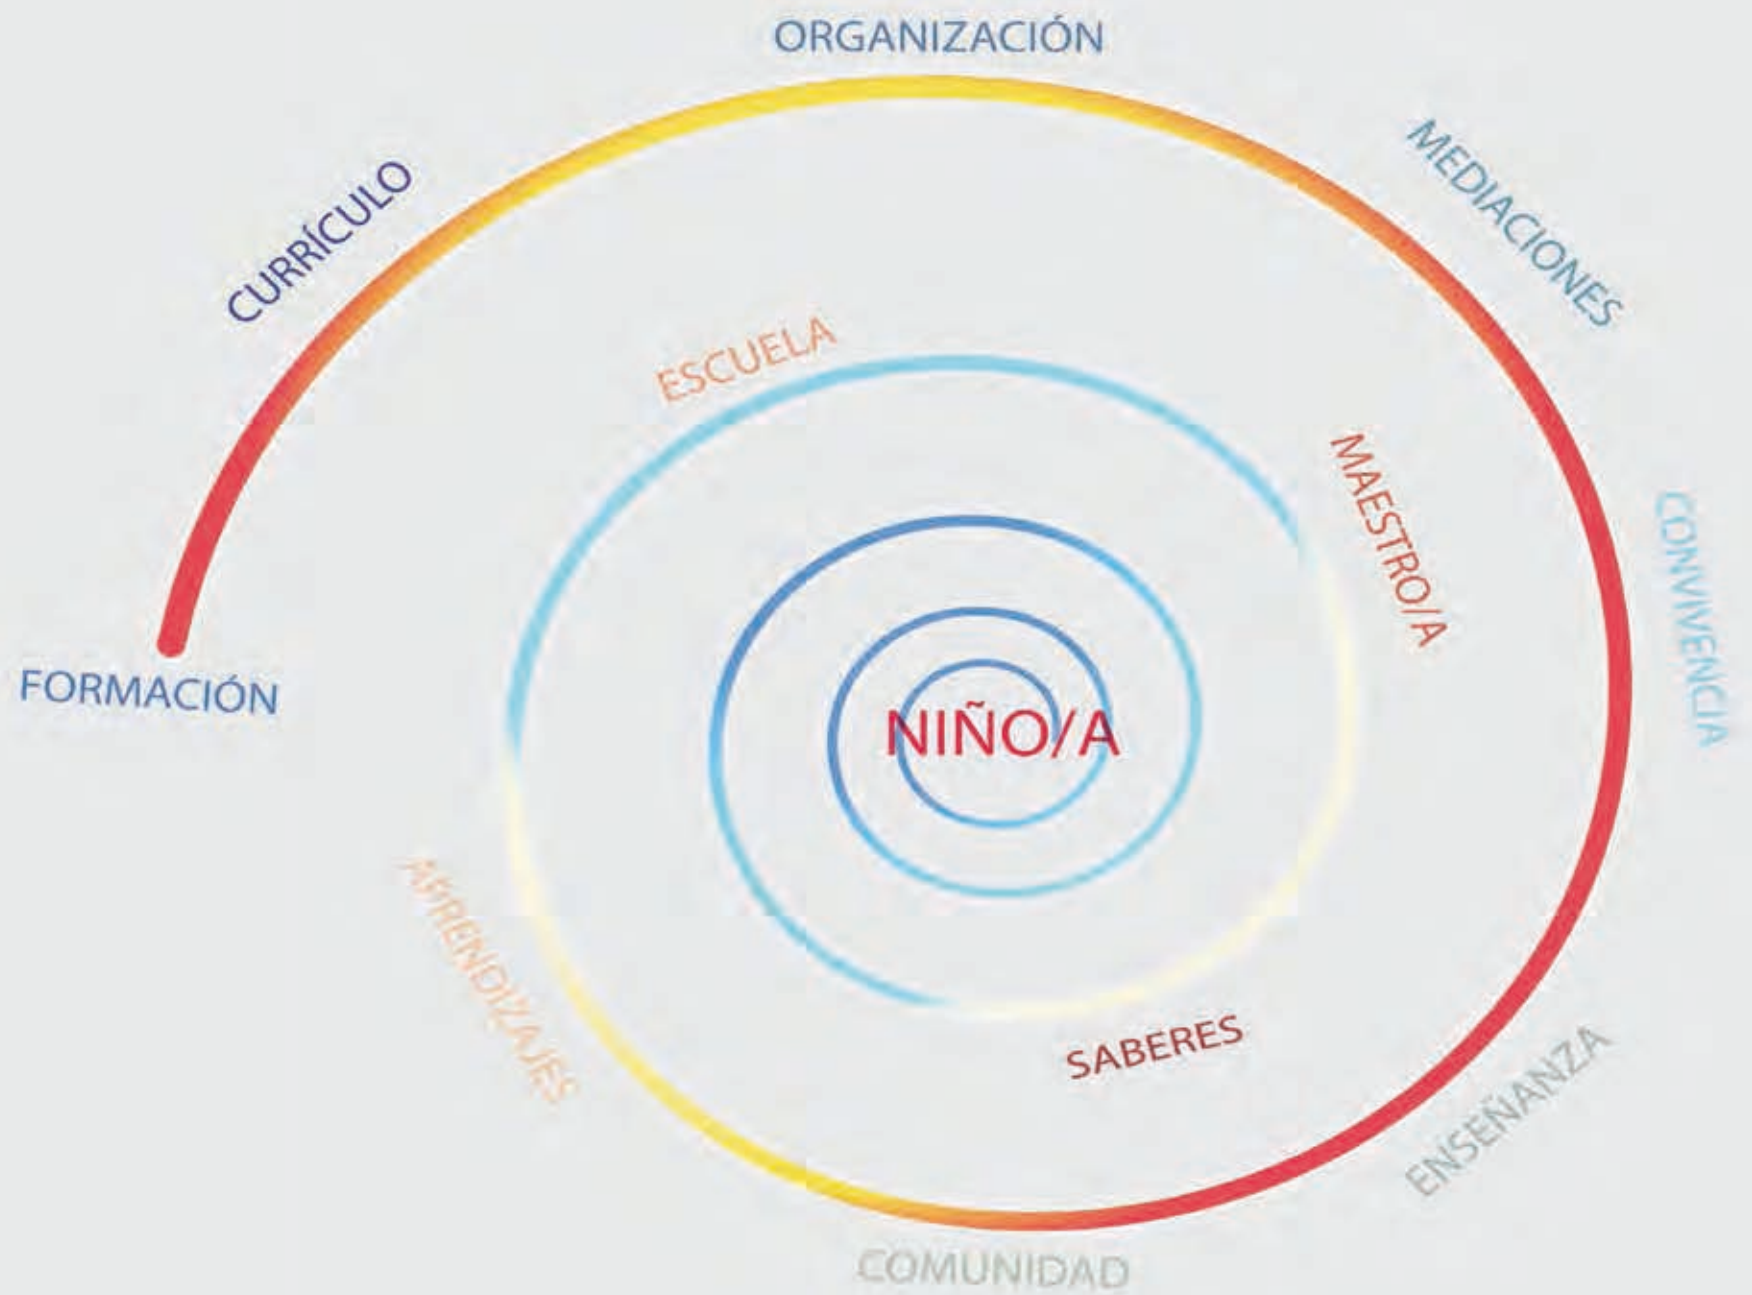 ORGANIZACIÓN
MEDIACIONES
CURRÍCULO
ESCUELA
MAESTRO/A
CONVIVENCIA
FORMACIÓN
NIÑO/A
APRENDIZAJES
SABERES
ENSEÑANZA
COMUNIDAD